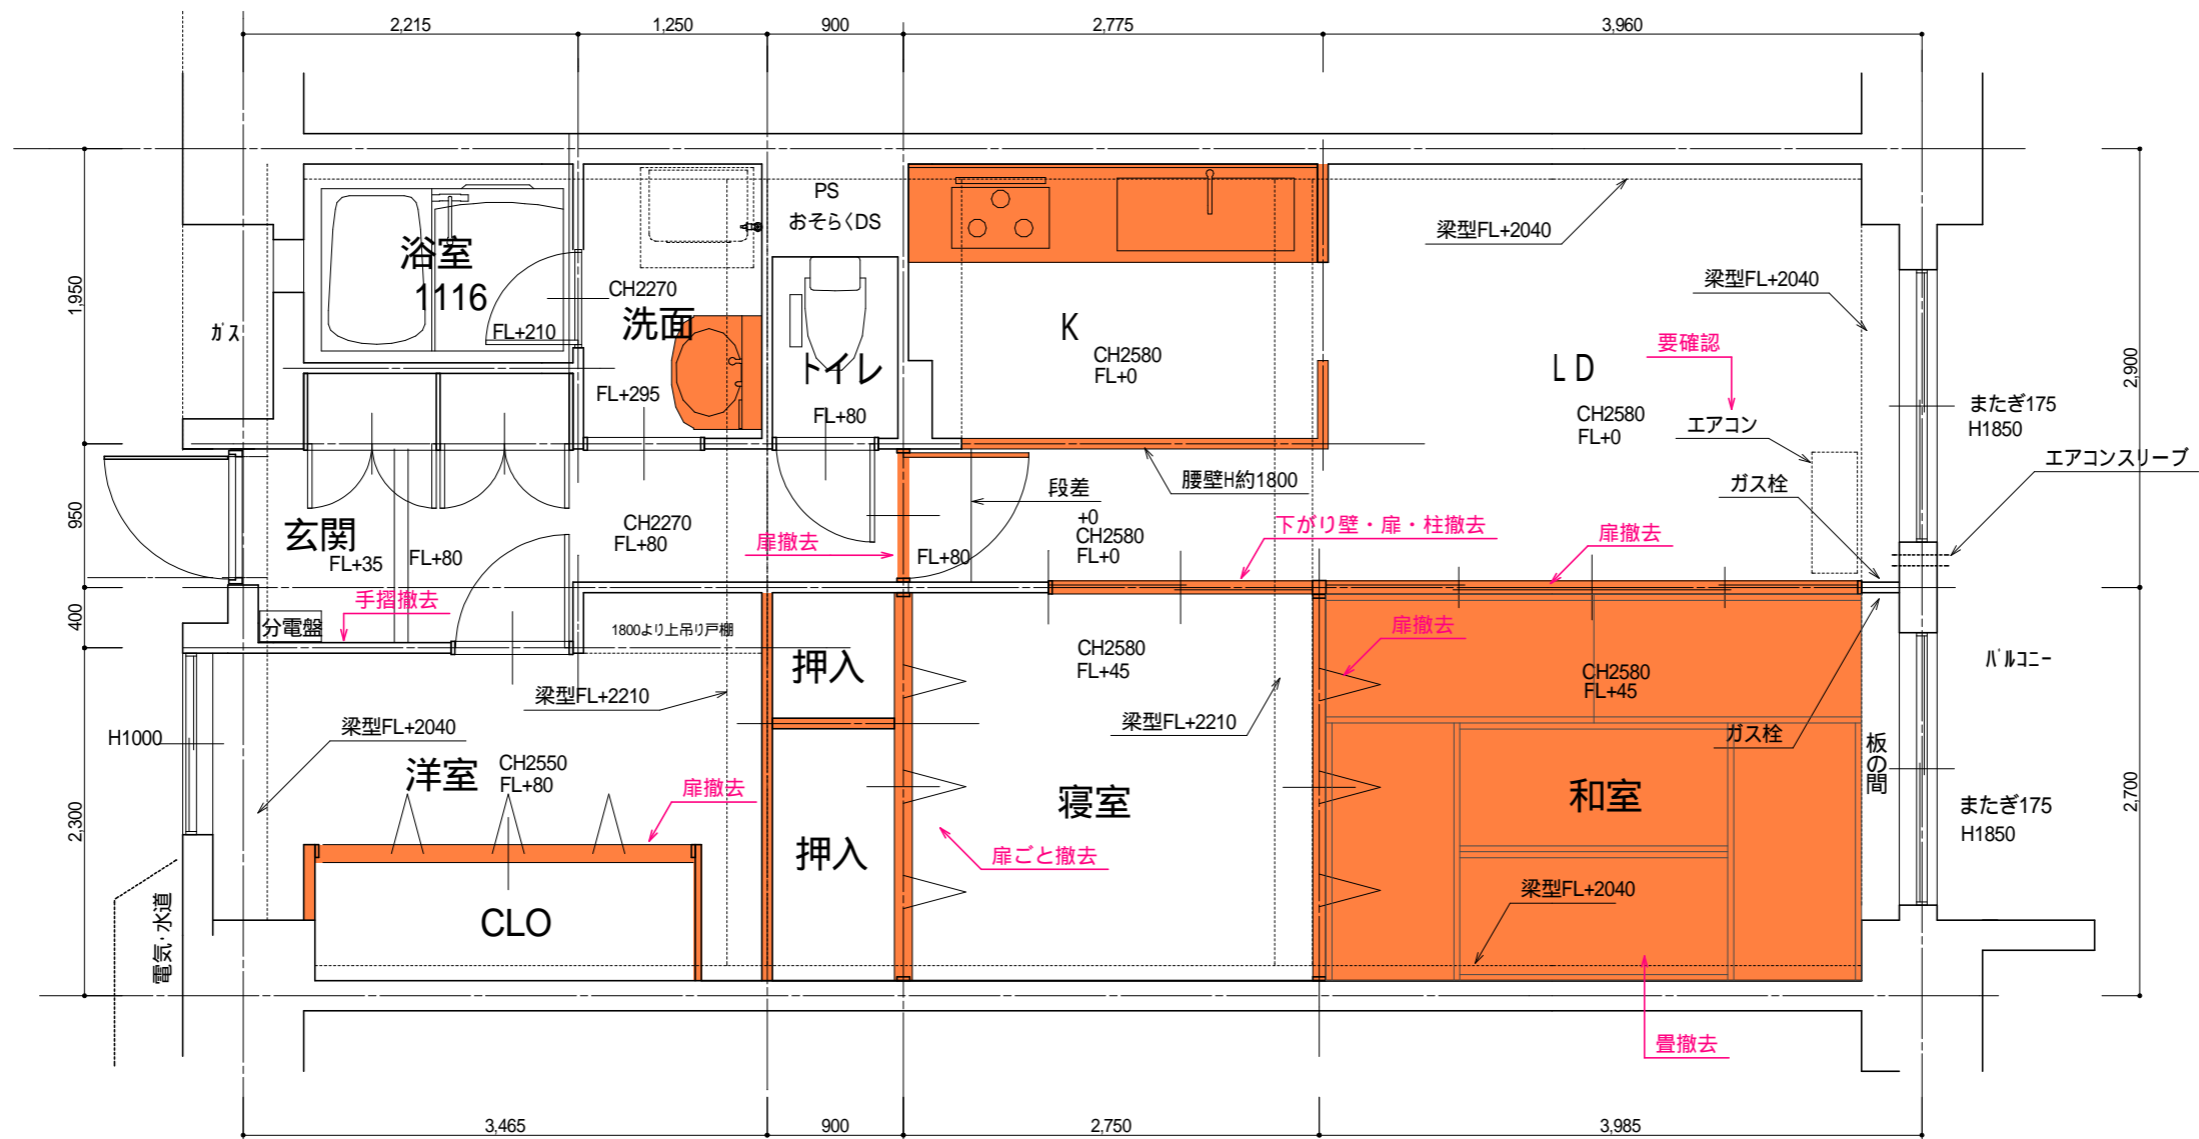 2,215
1,250
900
2,775
3,960
PS
おそらくDS
梁型FL+2040
浴室
1116
CH2270
洗面
FL+210
ガス
トイレ
FL+295
FL+80
K
CH2580
FL+0
LD
CH2580
FL+0
梁型FL+2040
要確認
エアコン
ガス栓
またぎ175
H1850
エアコンスリーブ
1,950
950
400
2,300
2,900
2,700
玄関
FL+35
FL+80
CH2270
FL+80
扉撤去
FL+80
段差
+0
CH2580
FL+0
腰壁H約1800
下がり壁・扉・柱撤去
扉撤去
手摺撤去
分電盤
1800より上吊り戸棚
押入
CH2580
FL+45
扉撤去
CH2580
FL+45
バルコニー
梁型FL+2210
梁型FL+2040
H1000
洋室
CH2550
FL+80
扉撤去
梁型FL+2210
ガス栓
板の間
寝室
和室
またぎ175
H1850
押入
扉ごと撤去
梁型FL+2040
CLO
電気・水道
畳撤去
3,465
900
2,750
3,985